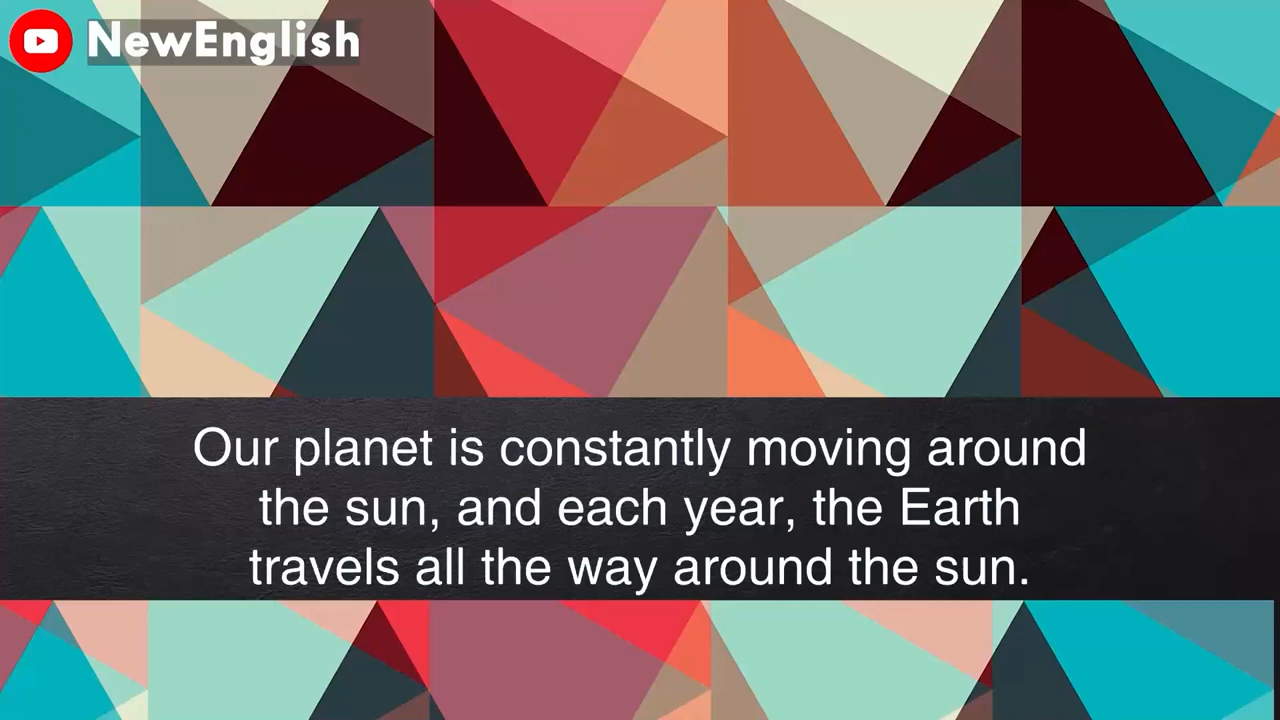 NewEnglish
Our planet is constantly moving around
the sun, and each year, the Earth
travels all the way around the sun.